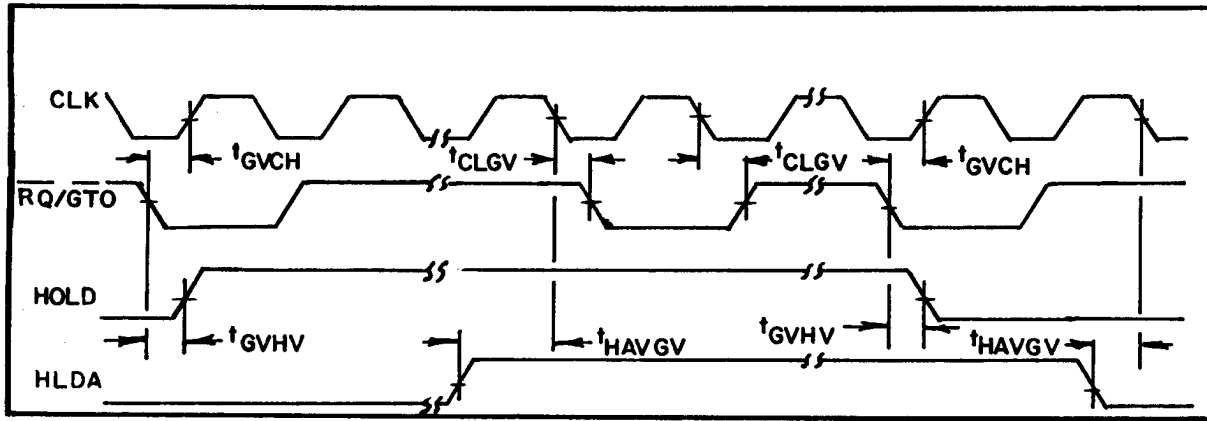 CLK
tGVCH tCLGV tCLGV tGVCH
RQ/GTO
HOLD
tGVHV tHAVGV tGVHV tHAVGV
HLDA